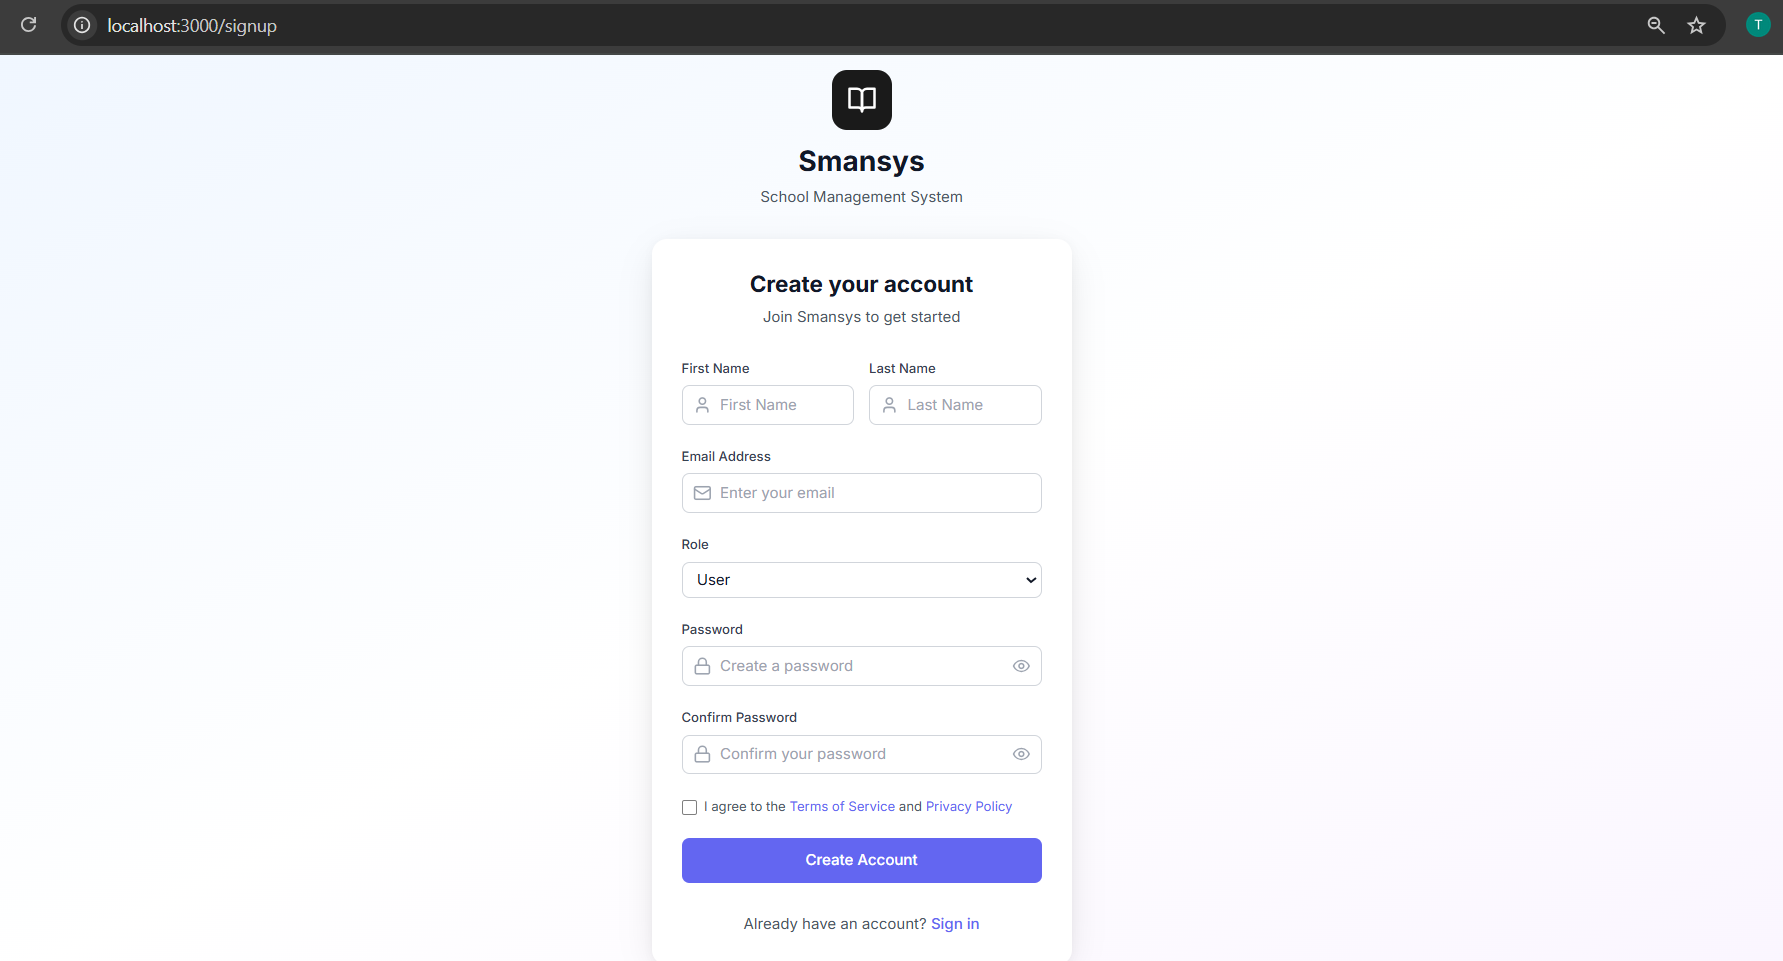 localhost:3000/signup
T
Smansys
School Management System
Create your account
Join Smansys to get started
First Name Last Name
First Name Last Name
Email Address
Enter your email
Role
User
Password
Create a password
Confirm Password
Confirm your password
I agree to the Terms of Service and Privacy Policy
Create Account
Already have an account? Sign in